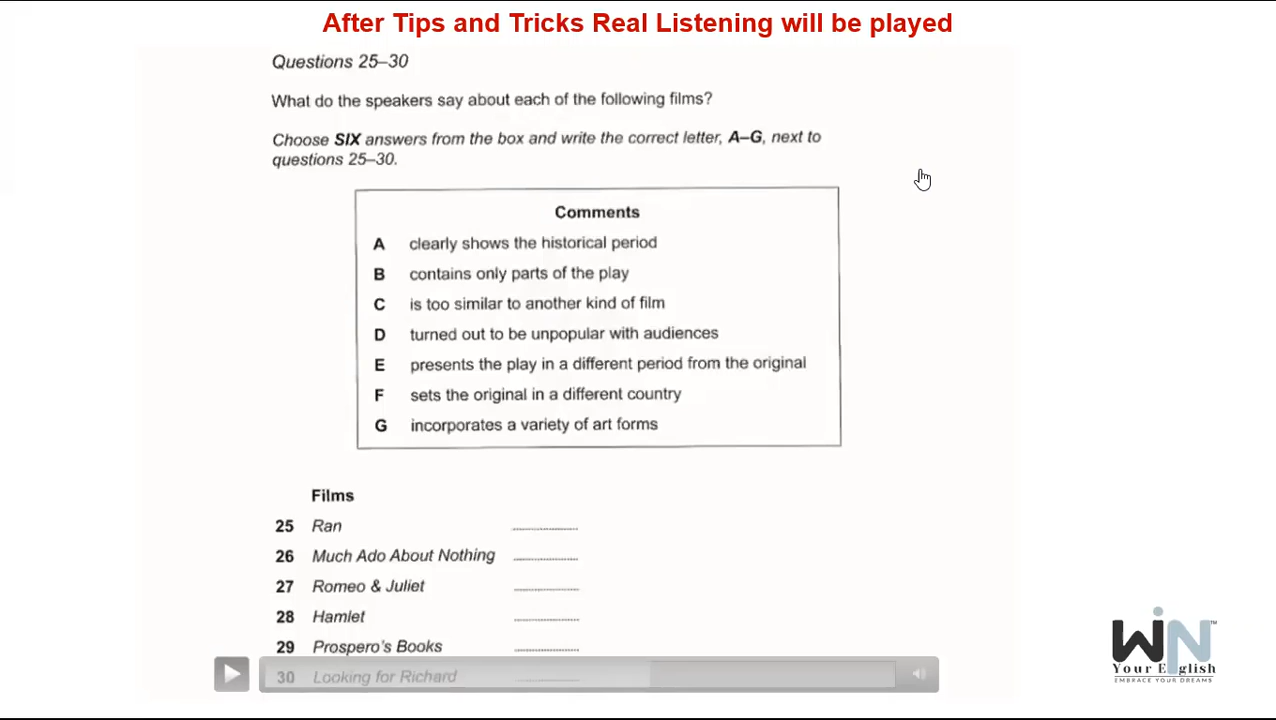 After Tips and Tricks Real Listening will be played
Questions 25–30
What do the speakers say about each of the following films?
Choose SIX answers from the box and write the correct letter, A–G, next to
questions 25–30.
Comments
A clearly shows the historical period
B contains only parts of the play
C is too similar to another kind of film
D turned out to be unpopular with audiences
E presents the play in a different period from the original
F sets the original in a different country
G incorporates a variety of art forms
Films
25 Ran
26 Much Ado About Nothing
27 Romeo & Juliet
28 Hamlet
29 Prospero's Books
30 Looking for Richard
WiN
Your English
EMBRACE YOUR DREAMS